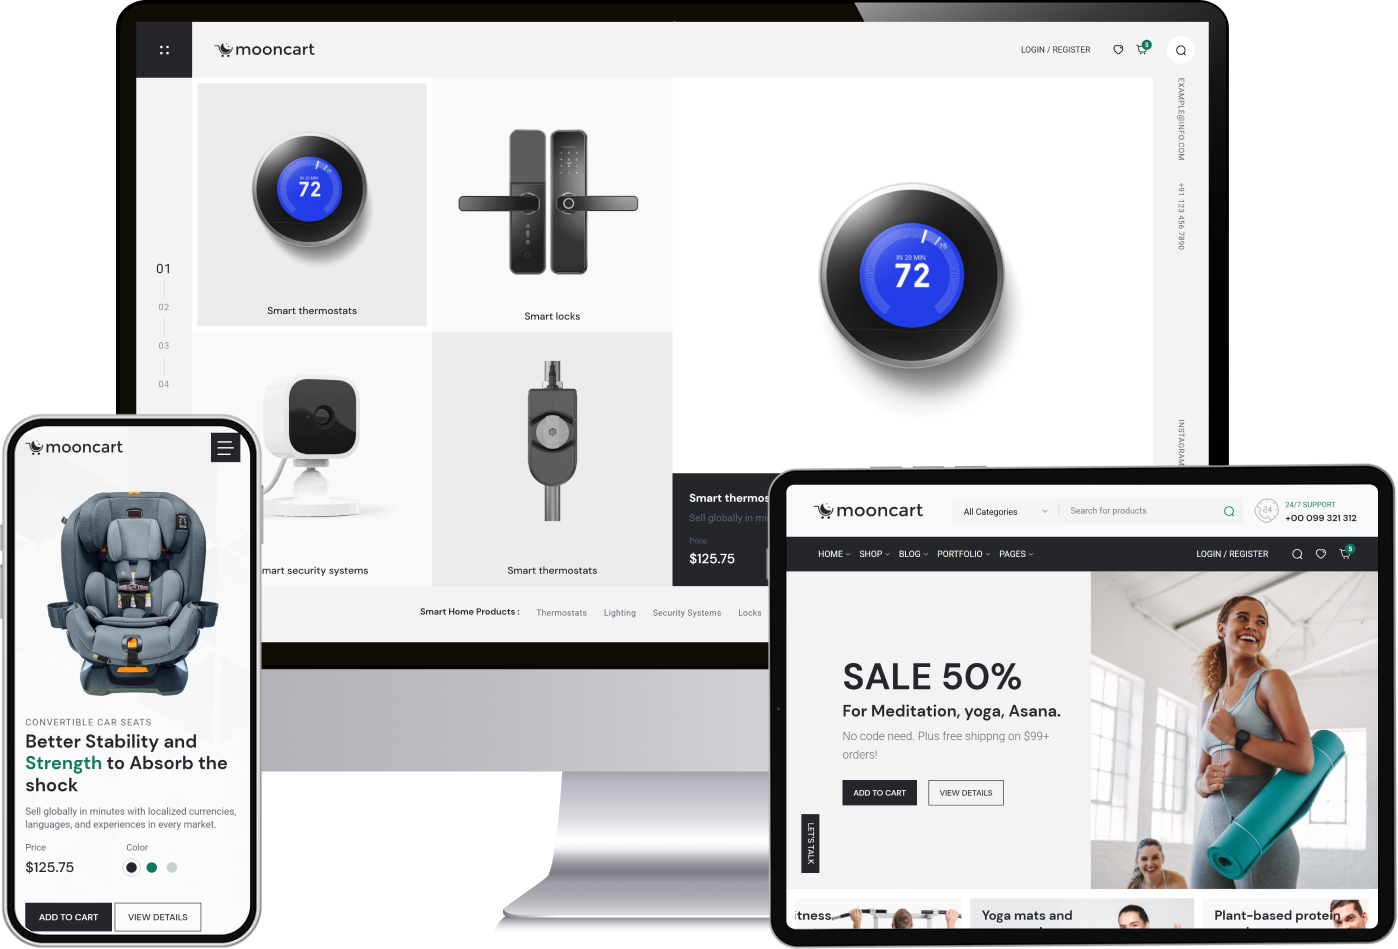 mooncart
LOGIN / REGISTER
5
EXAMPLE@INFO.COM
+91 123 456 7890
INSTAGRAM
01
02
03
04
IN 20 MIN
72
Smart thermostats
Smart locks
mart security systems
Smart thermostats
75
IN 20 MIN
72
Smart thermos
Sell globally in mi
Price
$125.75
Smart Home Products :
Thermostats
Lighting
Security Systems
Locks
mooncart
CONVERTIBLE CAR SEATS
Better Stability and
Strength to Absorb the
shock
Sell globally in minutes with localized currencies,
languages, and experiences in every market.
Price
Color
$125.75
ADD TO CART
VIEW DETAILS
mooncart
All Categories
Search for products
24
24/7 SUPPORT
+00 099 321 312
HOME
SHOP
BLOG
PORTFOLIO
PAGES
LOGIN / REGISTER
5
SALE 50%
For Meditation, yoga, Asana.
No code need. Plus free shippng on $99+
orders!
ADD TO CART
VIEW DETAILS
LET'S TALK
itness
Yoga mats and
Plant-based protein